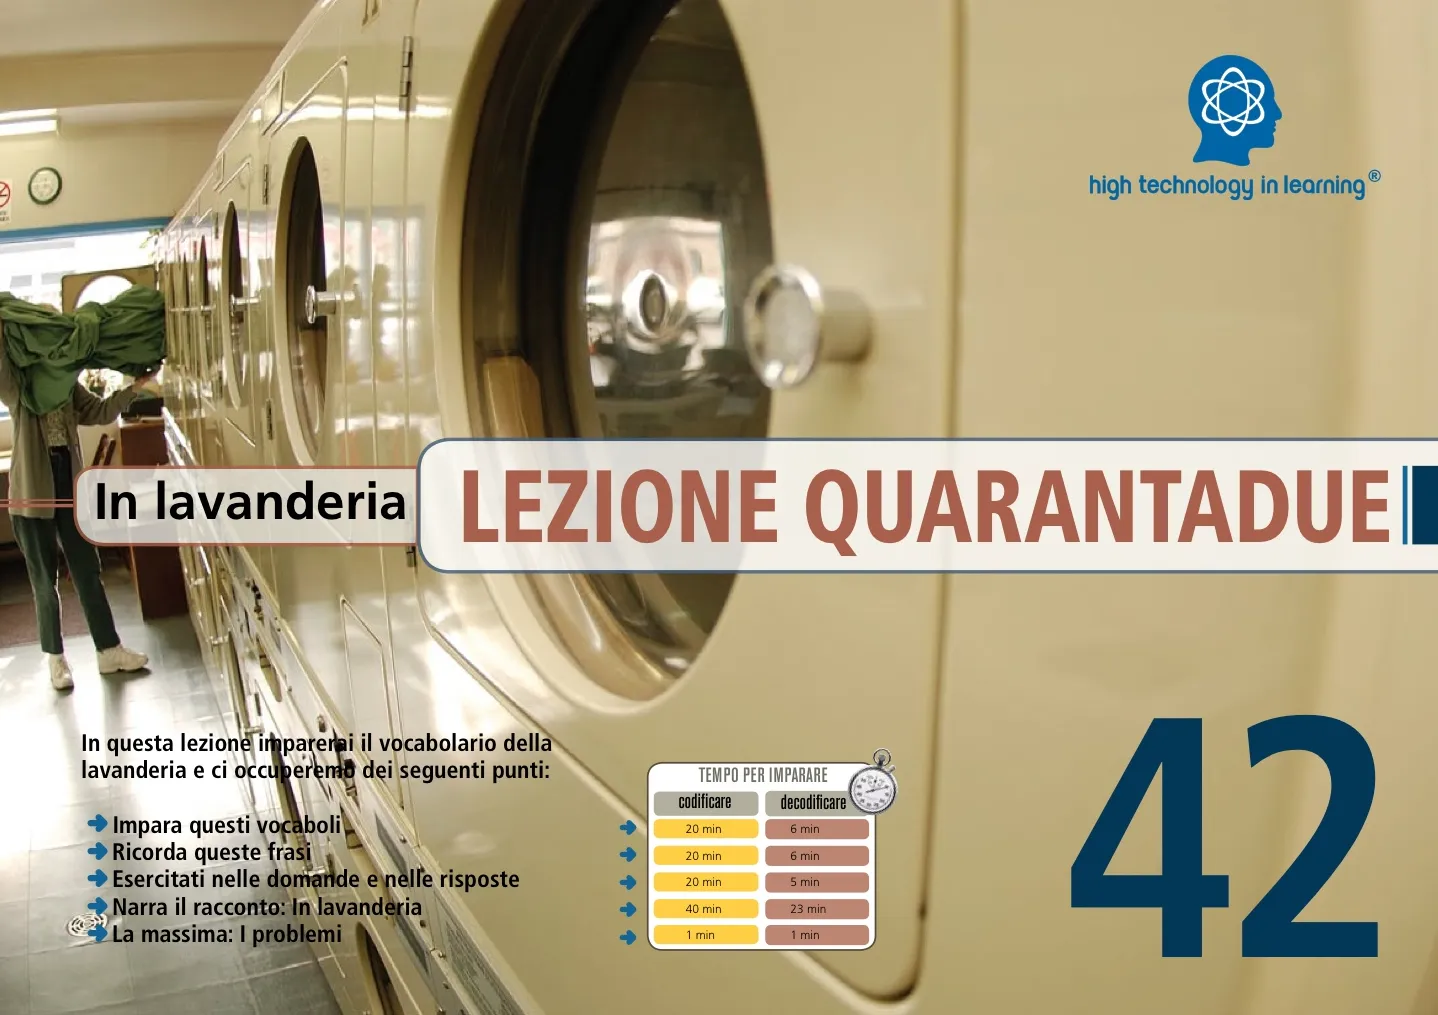 high technology in learning®
In lavanderia
LEZIONE QUARANTADUE
In questa lezione imparerai il vocabolario della
lavanderia e ci occuperemo dei seguenti punti:
Impara questi vocaboli
Ricorda queste frasi
Esercitati nelle domande e nelle risposte
Narra il racconto: In lavanderia
La massima: I problemi
TEMPO PER IMPARARE
codificare decodificare
20 min 6 min
20 min 6 min
20 min 5 min
40 min 23 min
1 min 1 min
42